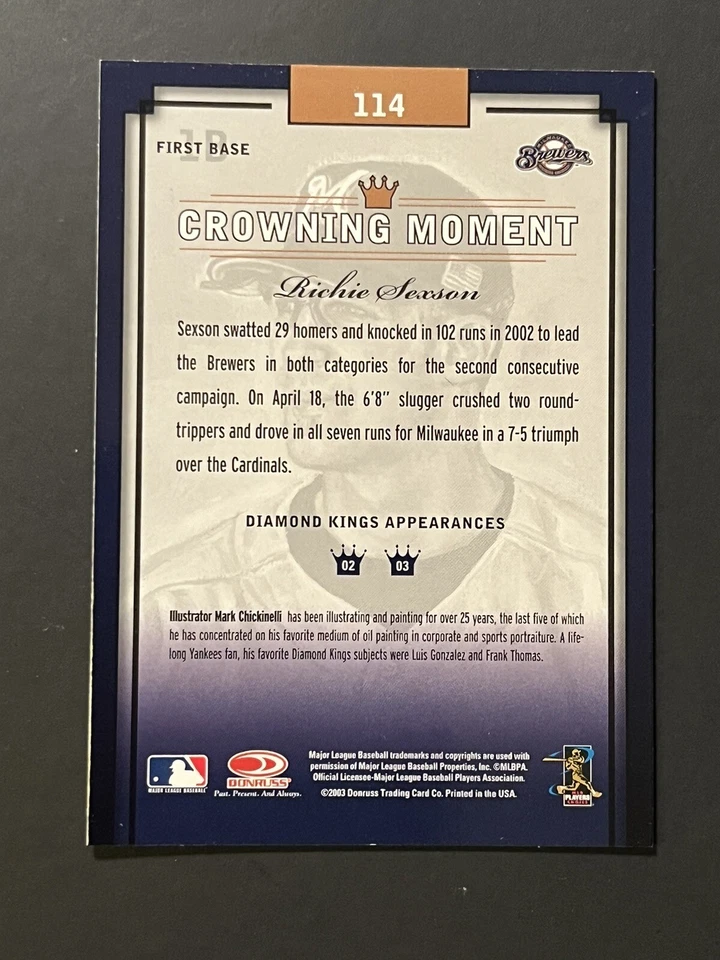 114
1B
FIRST BASE
MILWAUKEE
Brewers
CROWNING MOMENT
Richie Sexson
Sexson swatted 29 homers and knocked in 102 runs in 2002 to lead
the Brewers in both categories for the second consecutive
campaign. On April 18, the 6'8" slugger crushed two round-
trippers and drove in all seven runs for Milwaukee in a 7-5 triumph
over the Cardinals.
DIAMOND KINGS APPEARANCES
02 03
Illustrator Mark Chickinelli has been illustrating and painting for over 25 years, the last five of which
he has concentrated on his favorite medium of oil painting in corporate and sports portraiture. A life-
long Yankees fan, his favorite Diamond Kings subjects were Luis Gonzalez and Frank Thomas.
MAJOR LEAGUE BASEBALL
DONRUSS
Past. Present. And Always.
Major League Baseball trademarks and copyrights are used with
permission of Major League Baseball Properties, Inc. ©MLBPA.
Official Licensee-Major League Baseball Players Association.
©2003 Donruss Trading Card Co. Printed in the USA.
PLAYERS
CHOICE